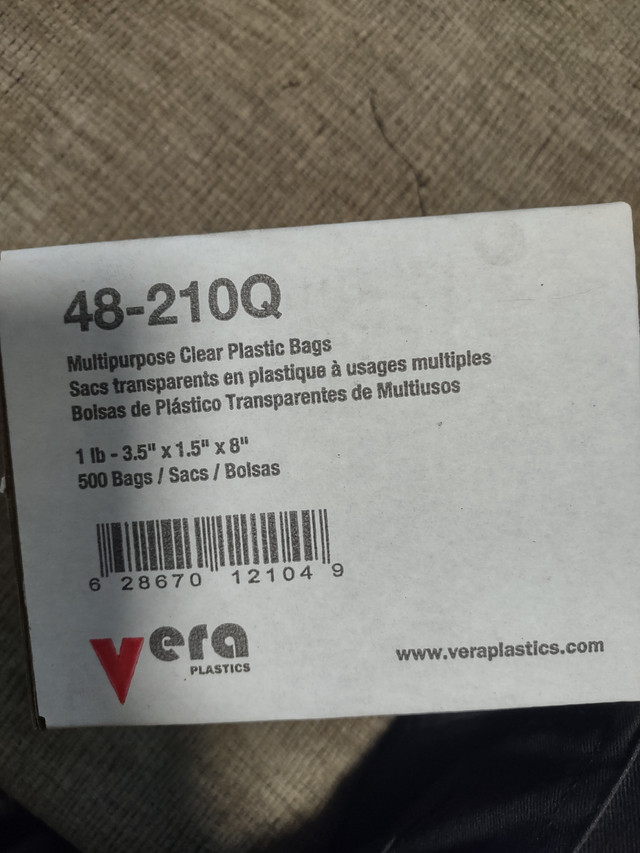 48-210Q
Multipurpose Clear Plastic Bags
Sacs transparents en plastique à usages multiples
Bolsas de Plástico Transparentes de Multiusos
1 lb - 3.5" x 1.5" x 8"
500 Bags / Sacs / Bolsas
6 28670 12104 9
vera
PLASTICS
www.veraplastics.com